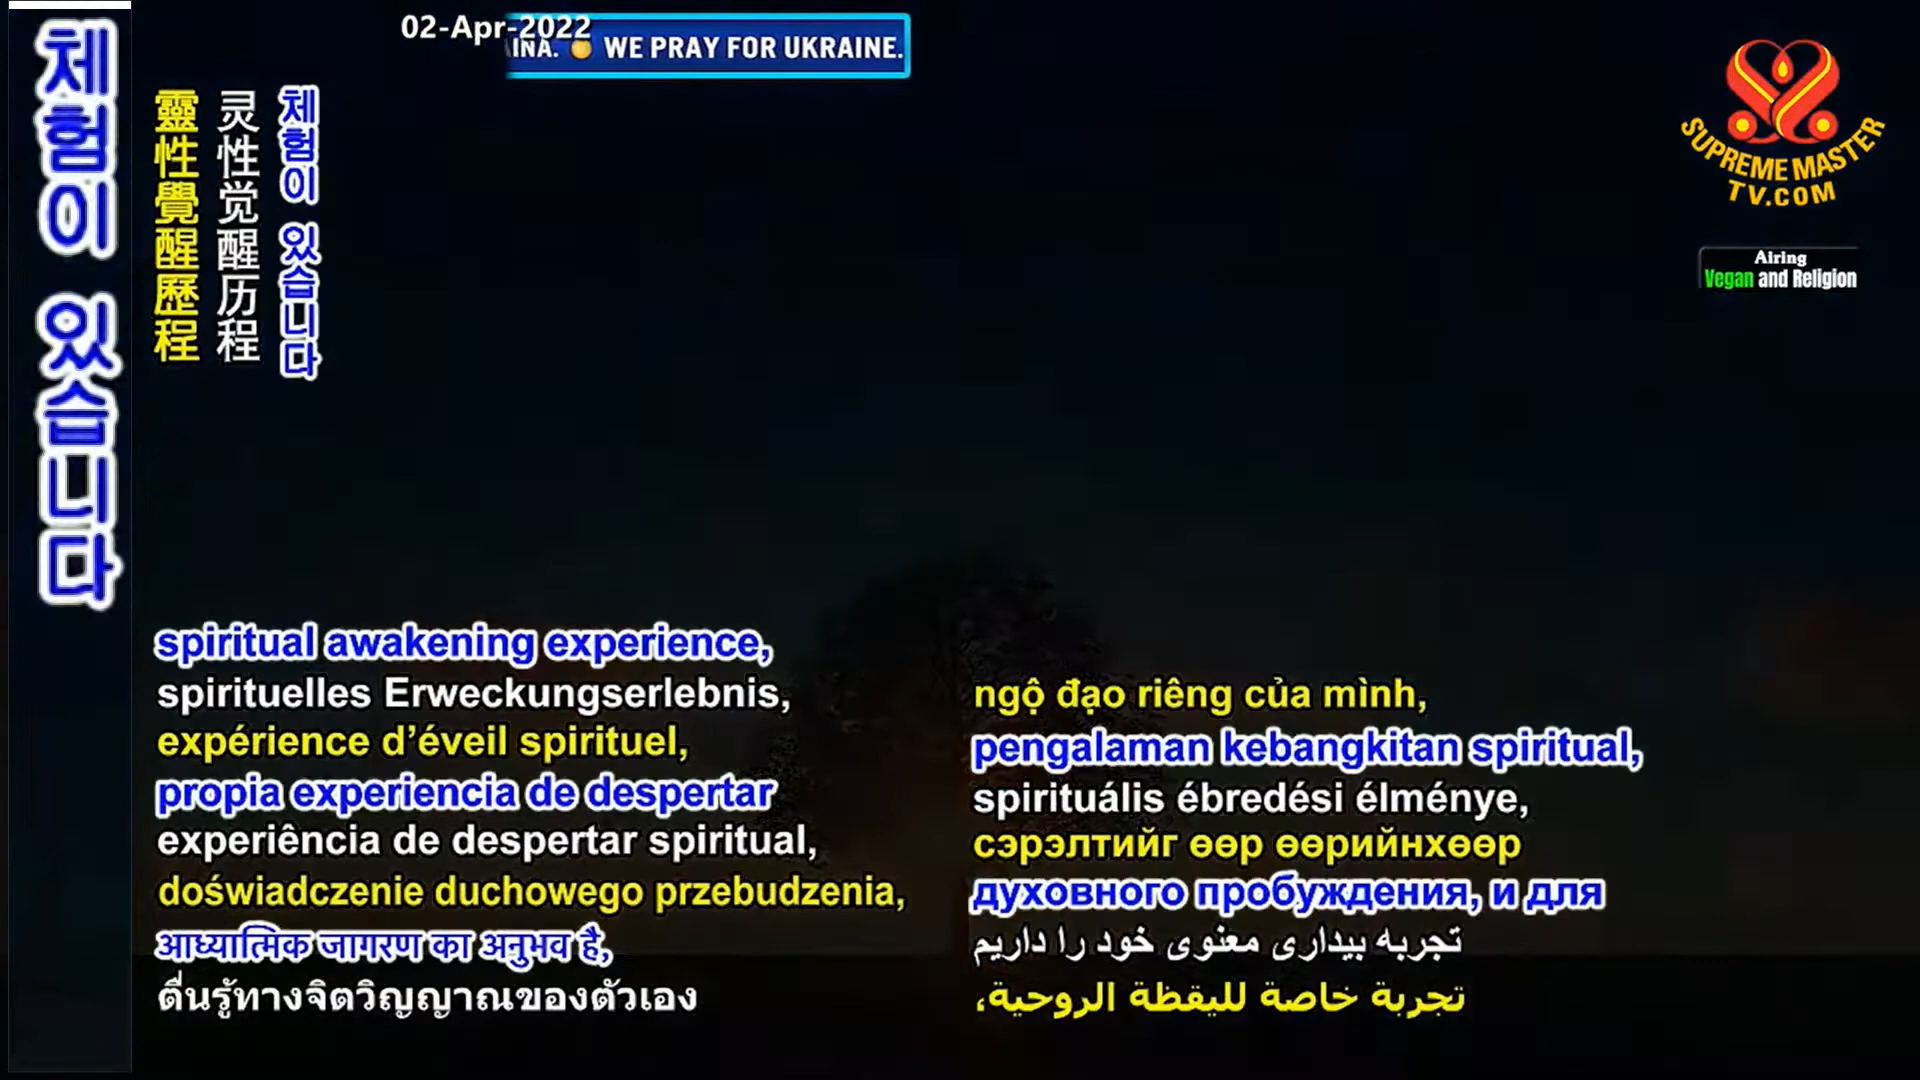 체험이 있습니다
02-Apr-2022
WE PRAY FOR UKRAINE.
靈性覺醒歷程
灵性觉醒历程
체험이 있습니다
SUPREME MASTER
TV.COM
Airing
Vegan and Religion
spiritual awakening experience,
spirituelles Erweckungserlebnis,
expérience d’éveil spirituel,
propia experiencia de despertar
experiência de despertar spiritual,
doświadczenie duchowego przebudzenia,
आध्यात्मिक जागरण का अनुभव है,
ตื่นรู้ทางจิตวิญญาณของตัวเอง
ngộ đạo riêng của mình,
pengalaman kebangkitan spiritual,
spirituális ébredési élménye,
сэрэлтийг өөр өөрийнхөөр
духовного пробуждения, и для
تجربه بیداری معنوی خود را داریم
تجربة خاصة لليقظة الروحية،